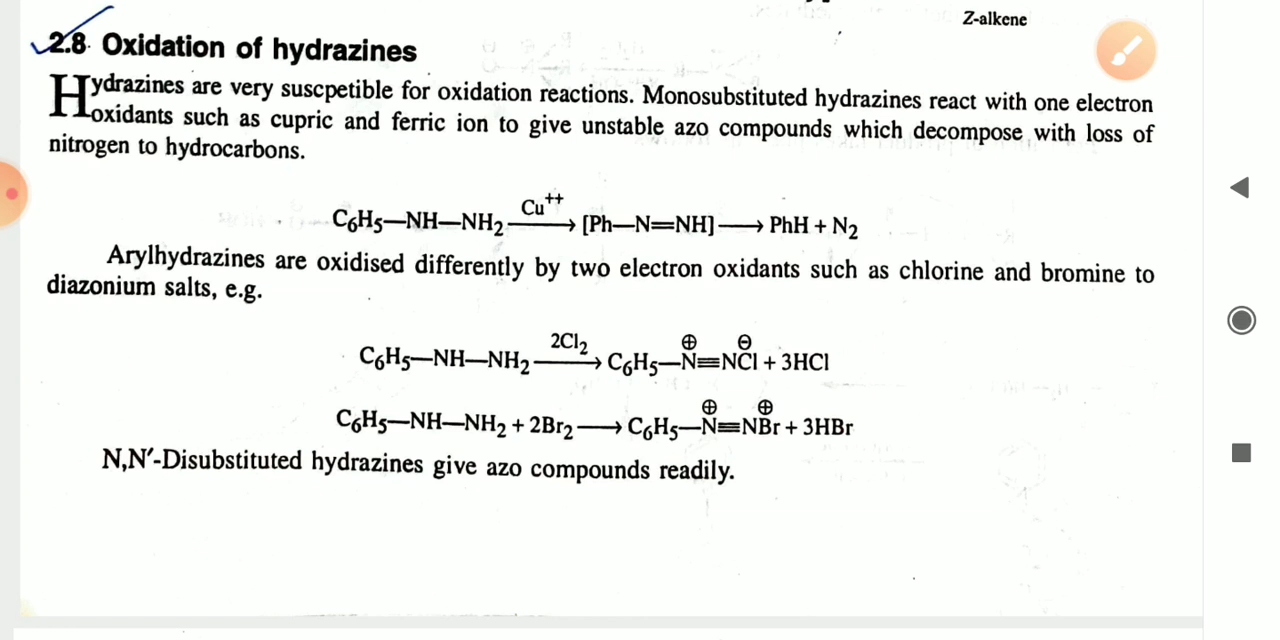 Z-alkene
2.8 Oxidation of hydrazines
Hydrazines are very suscpetible for oxidation reactions. Monosubstituted hydrazines react with one electron
oxidants such as cupric and ferric ion to give unstable azo compounds which decompose with loss of
nitrogen to hydrocarbons.
C₆H₅—NH—NH₂ —Cu⁺⁺→ [Ph—N=NH] ⟶ PhH + N₂
Arylhydrazines are oxidised differently by two electron oxidants such as chlorine and bromine to
diazonium salts, e.g.
C₆H₅—NH—NH₂ —2Cl₂→ C₆H₅—N⊕≡NCl⊖ + 3HCl
C₆H₅—NH—NH₂ + 2Br₂ ⟶ C₆H₅—N⊕≡NBr⊕ + 3HBr
N,N′-Disubstituted hydrazines give azo compounds readily.